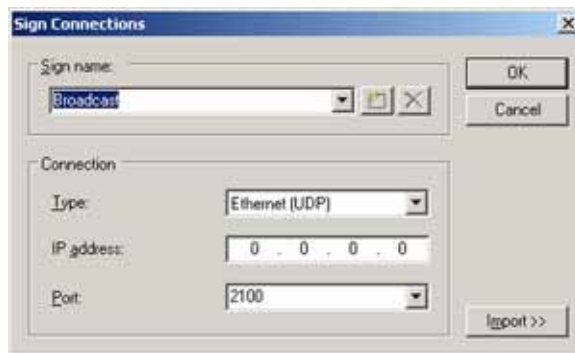 Sign Connections
Sign name:
Broadcast
OK
Cancel
Connection
Type:
Ethernet (UDP)
IP address:
0 . 0 . 0 . 0
Port:
2100
Import >>